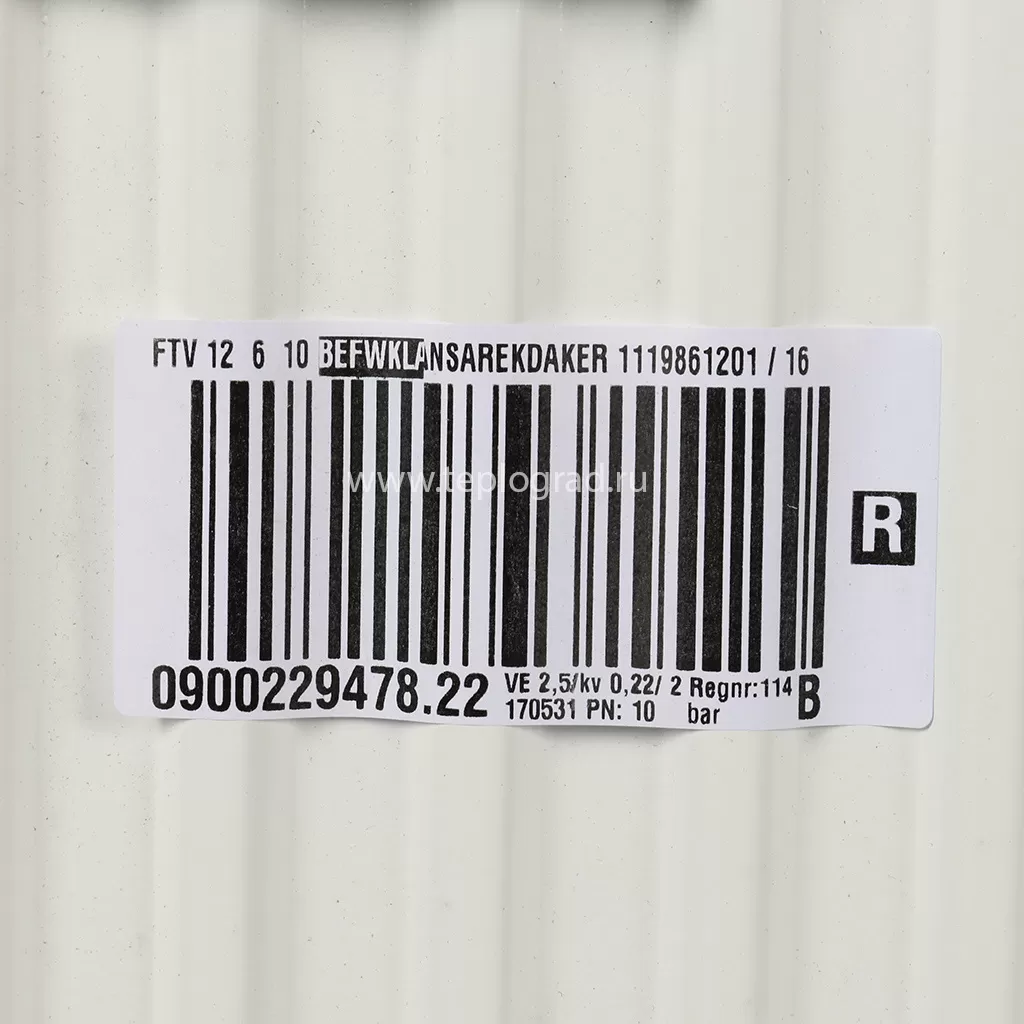 FTV 12 6 10 BEFWKLANSAREKDAKER 1119861201 / 16
www.teplograd.ru
R
0900229478.22 VE 2,5/kv 0,22/ 2 Regnr:114 B
170531 PN: 10 bar